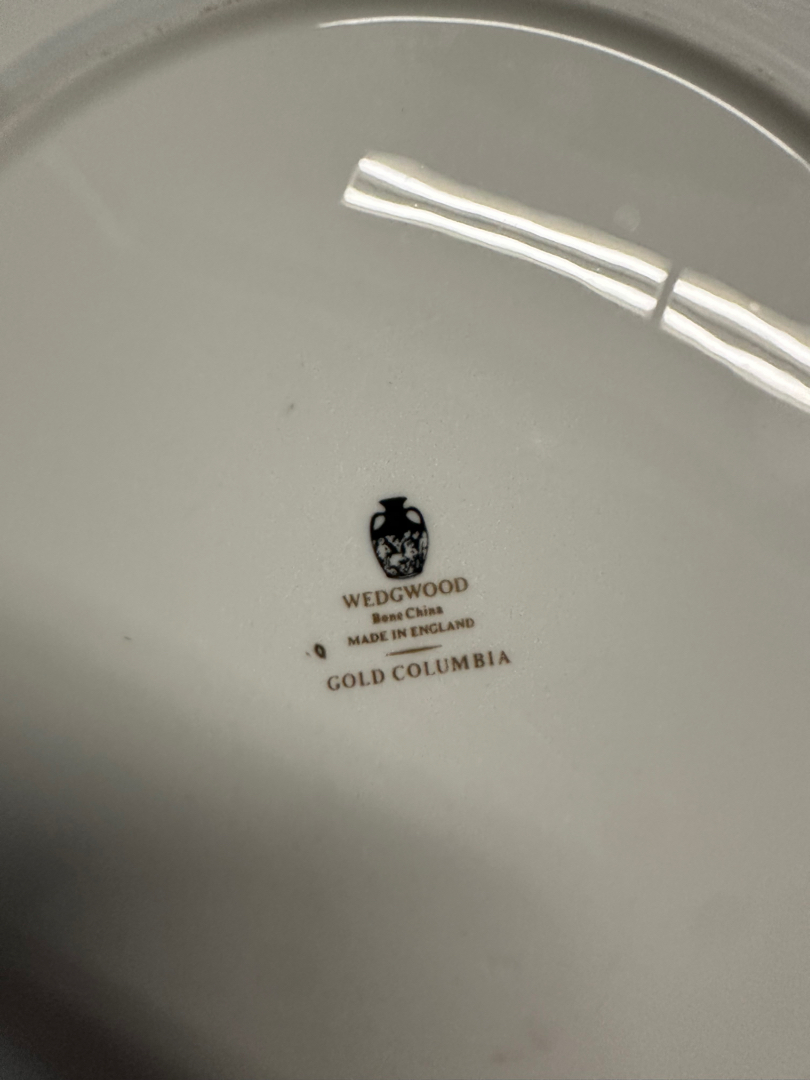 WEDGWOOD
Bone China
MADE IN ENGLAND
GOLD COLUMBIA